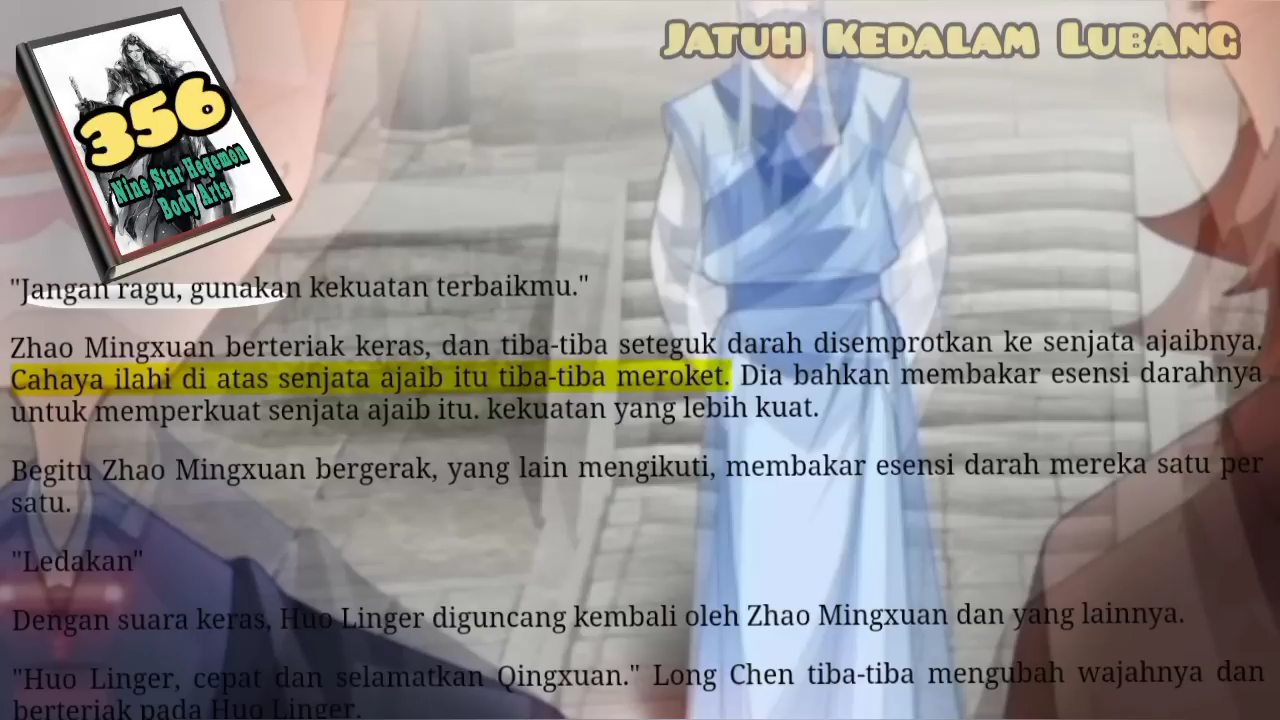 Jatuh Kedalam Lubang
356
Nine Star Hegemon
Body Arts
"Jangan ragu, gunakan kekuatan terbaikmu."
Zhao Mingxuan berteriak keras, dan tiba-tiba seteguk darah disemprotkan ke senjata ajaibnya.
Cahaya ilahi di atas senjata ajaib itu tiba-tiba meroket. Dia bahkan membakar esensi darahnya
untuk memperkuat senjata ajaib itu. kekuatan yang lebih kuat.
Begitu Zhao Mingxuan bergerak, yang lain mengikuti, membakar esensi darah mereka satu per
satu.
"Ledakan"
Dengan suara keras, Huo Linger diguncang kembali oleh Zhao Mingxuan dan yang lainnya.
"Huo Linger, cepat dan selamatkan Qingxuan." Long Chen tiba-tiba mengubah wajahnya dan
berteriak pada Huo Linger.